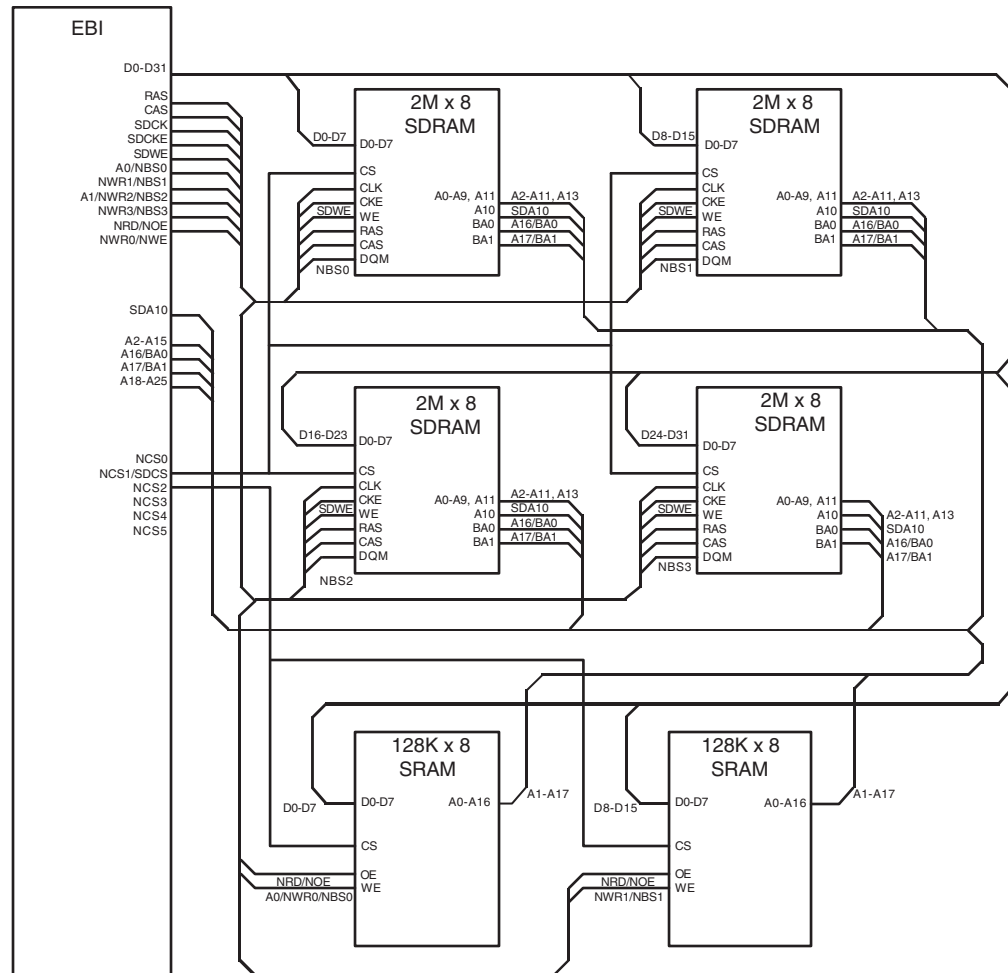 EBI
D0-D31
RAS
CAS
SDCK
SDCKE
SDWE
A0/NBS0
NWR1/NBS1
A1/NWR2/NBS2
NWR3/NBS3
NRD/NOE
NWR0/NWE
SDA10
A2-A15
A16/BA0
A17/BA1
A18-A25
NCS0
NCS1/SDCS
NCS2
NCS3
NCS4
NCS5
2M x 8
SDRAM
D0-D7
D0-D7
CS
CLK
CKE
SDWE
WE
RAS
CAS
DQM
NBS0
A0-A9, A11
A10
BA0
BA1
A2-A11, A13
SDA10
A16/BA0
A17/BA1
2M x 8
SDRAM
D8-D15
D0-D7
CS
CLK
CKE
SDWE
WE
RAS
CAS
DQM
NBS1
A0-A9, A11
A10
BA0
BA1
A2-A11, A13
SDA10
A16/BA0
A17/BA1
2M x 8
SDRAM
D16-D23
D0-D7
CS
CLK
CKE
SDWE
WE
RAS
CAS
DQM
NBS2
A0-A9, A11
A10
BA0
BA1
A2-A11, A13
SDA10
A16/BA0
A17/BA1
2M x 8
SDRAM
D24-D31
D0-D7
CS
CLK
CKE
SDWE
WE
RAS
CAS
DQM
NBS3
A0-A9, A11
A10
BA0
BA1
A2-A11, A13
SDA10
A16/BA0
A17/BA1
128K x 8
SRAM
D0-D7
D0-D7
A0-A16
A1-A17
CS
OE
NRD/NOE
WE
A0/NWR0/NBS0
128K x 8
SRAM
D8-D15
D0-D7
A0-A16
A1-A17
CS
OE
NRD/NOE
WE
NWR1/NBS1